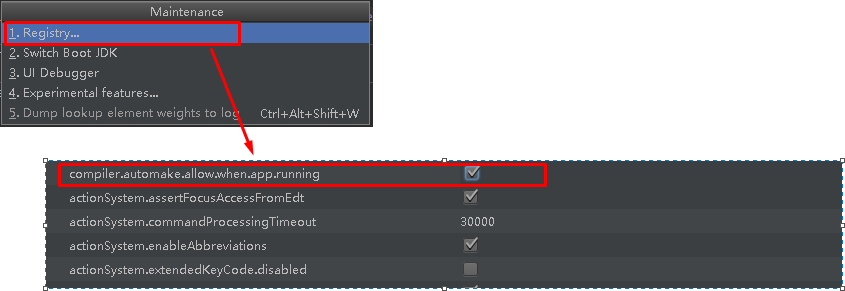 Maintenance
1. Registry...
2. Switch Boot JDK
3. UI Debugger
4. Experimental features...
5. Dump lookup element weights to log Ctrl+Alt+Shift+W
compiler.automake.allow.when.app.running
actionSystem.assertFocusAccessFromEdt
actionSystem.commandProcessingTimeout 30000
actionSystem.enableAbbreviations
actionSystem.extendedKeyCode.disabled